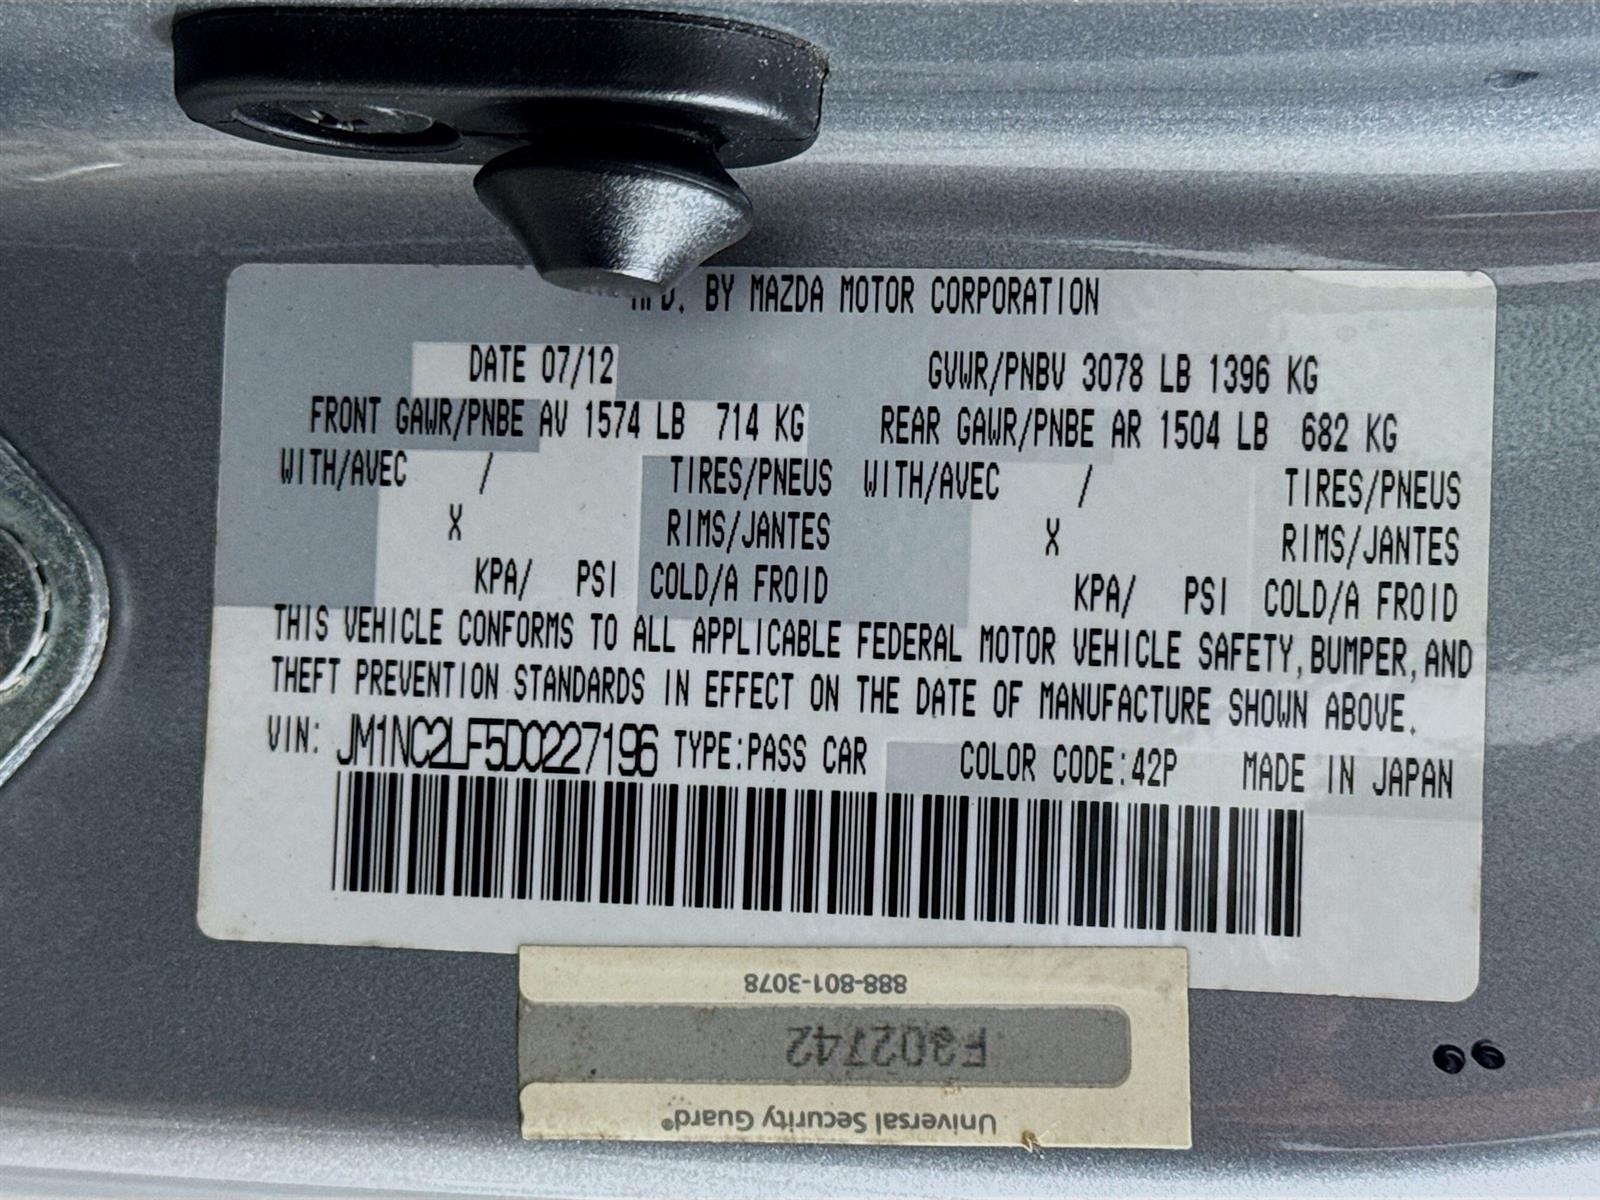 MFD. BY MAZDA MOTOR CORPORATION
DATE 07/12 GVWR/PNBV 3078 LB 1396 KG
FRONT GAWR/PNBE AV 1574 LB 714 KG REAR GAWR/PNBE AR 1504 LB 682 KG
WITH/AVEC / TIRES/PNEUS WITH/AVEC / TIRES/PNEUS
X RIMS/JANTES X RIMS/JANTES
KPA/ PSI COLD/A FROID KPA/ PSI COLD/A FROID
THIS VEHICLE CONFORMS TO ALL APPLICABLE FEDERAL MOTOR VEHICLE SAFETY, BUMPER, AND
THEFT PREVENTION STANDARDS IN EFFECT ON THE DATE OF MANUFACTURE SHOWN ABOVE.
VIN: JM1NC2LF5D0227196 TYPE: PASS CAR COLOR CODE: 42P MADE IN JAPAN
Universal Security Guard®
F302742
888-801-3078